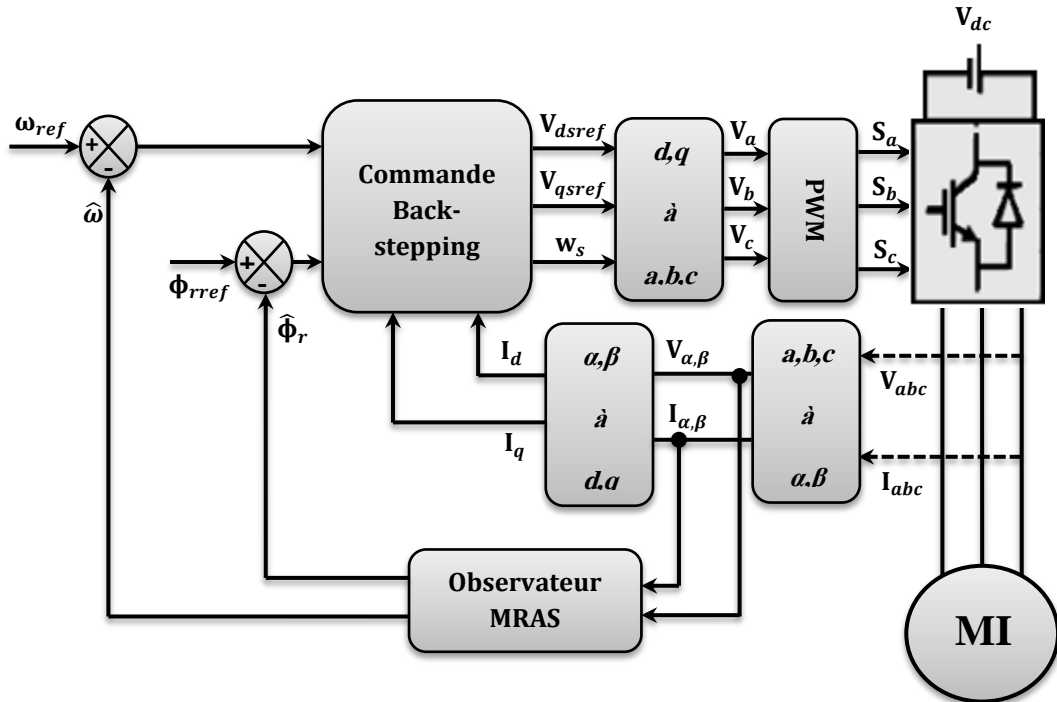 V_dc
ω_ref
+
-
ω̂
ϕ_rref
-
ϕ̂_r
Commande
Back-
stepping
V_dsref
V_qsref
w_s
d,q
à
a,b,c
V_a
V_b
V_c
PWM
S_a
S_b
S_c
I_d
I_q
α,β
à
d,q
V_α,β
I_α,β
a,b,c
à
α,β
V_abc
I_abc
Observateur
MRAS
MI